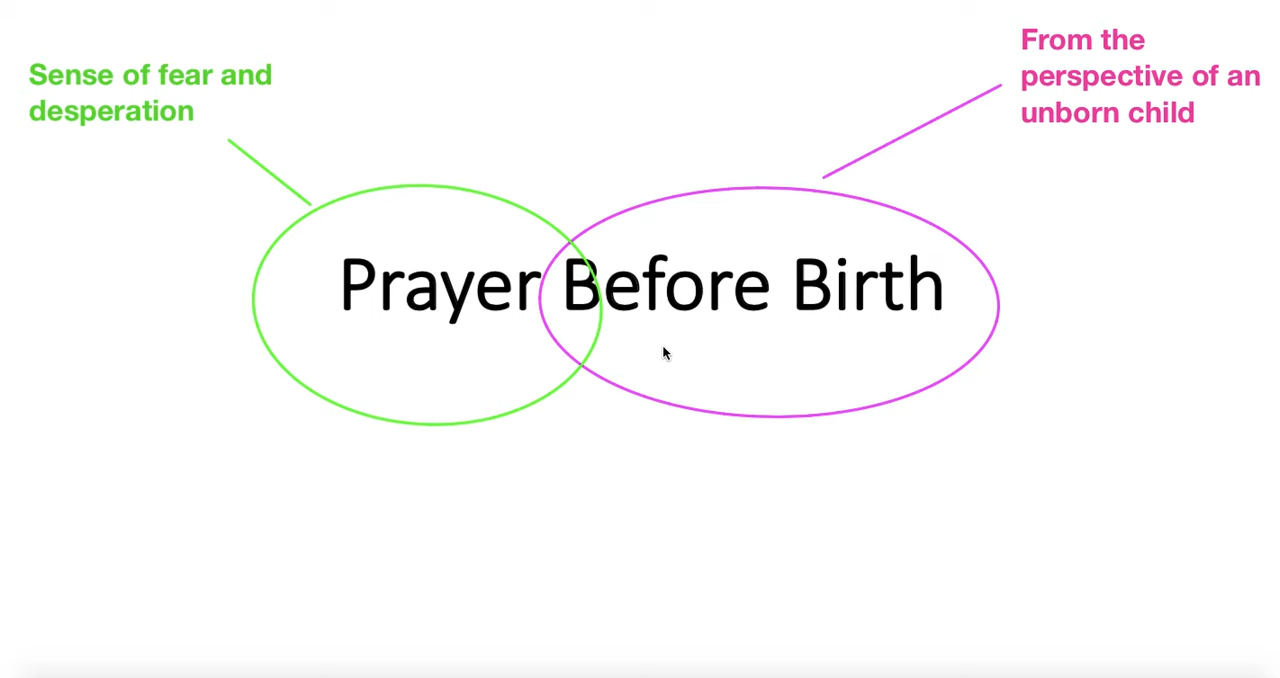 Sense of fear and
desperation
From the
perspective of an
unborn child
Prayer Before Birth